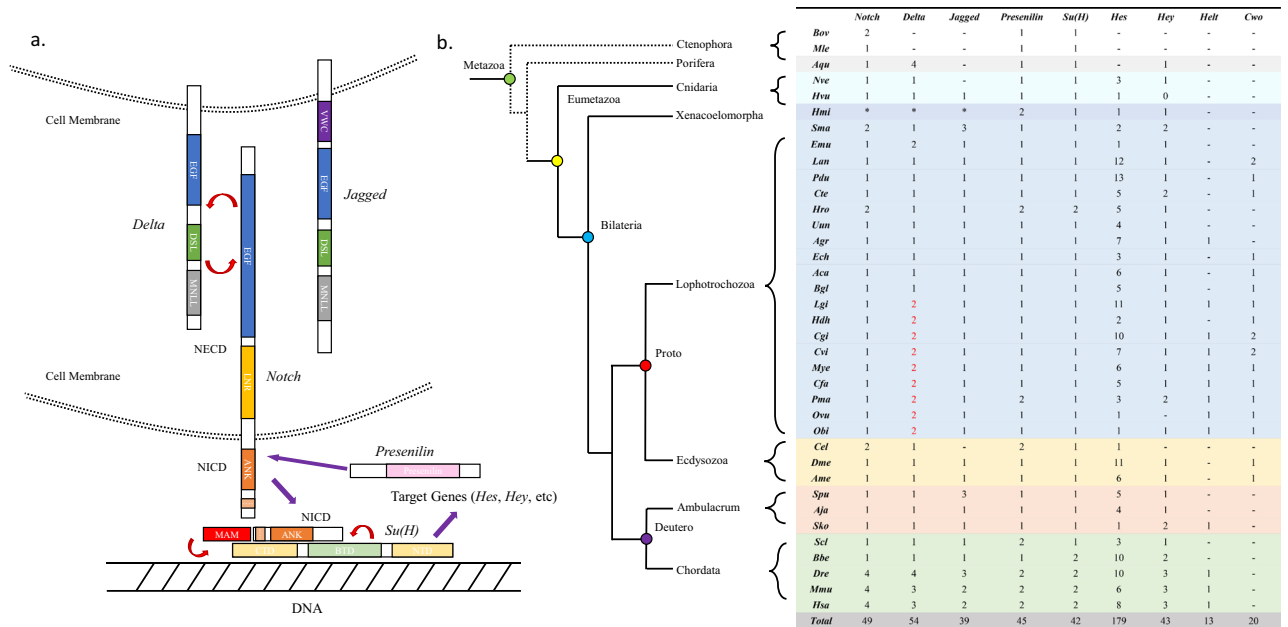 a.
Cell Membrane
VWC
EGF
EGF
Jagged
Delta
DSL
EGF
DSL
MNLL
MNLL
NECD
Cell Membrane
LNR
Notch
NICD
ANK
Presenilin
Presenilin
Target Genes (Hes, Hey, etc)
NICD
MAM
ANK
Su(H)
CTD
BTD
NTD
DNA
b.
Ctenophora
Metazoa
Porifera
Cnidaria
Eumetazoa
Xenacoelomorpha
Bilateria
Lophotrochozoa
Proto
Ecdysozoa
Ambulacrum
Deutero
Chordata
Notch Delta Jagged Presenilin Su(H) Hes Hey Helt Cwo
Bov 2 - - 1 1 - - - -
Mle 1 - - 1 1 - - - -
Aqu 1 4 - 1 1 - 1 - -
Nve 1 1 - 1 1 3 1 - -
Hvu 1 1 1 1 1 1 0 - -
Hmi * * * 2 1 1 1 - -
Sma 2 1 3 1 1 2 2 - -
Emu 1 2 1 1 1 1 1 - -
Lan 1 1 1 1 1 12 1 - 2
Pdu 1 1 1 1 1 13 1 - 1
Cte 1 1 1 1 1 5 2 - 1
Hro 2 1 1 2 2 5 1 - -
Uun 1 1 1 1 1 4 1 - -
Agr 1 1 1 1 1 7 1 1 -
Ech 1 1 1 1 1 3 1 - 1
Aca 1 1 1 1 1 6 1 - 1
Bgl 1 1 1 1 1 5 1 - 1
Lgi 1 2 1 1 1 11 1 1 1
Hdh 1 2 1 1 1 2 1 - 1
Cgi 1 2 1 1 1 10 1 1 2
Cvi 1 2 1 1 1 7 1 1 2
Mye 1 2 1 1 1 6 1 1 1
Cfa 1 2 1 1 1 5 1 1 1
Pma 1 2 1 2 1 3 2 1 1
Ovu 1 2 1 1 1 1 - 1 1
Obi 1 2 1 1 1 1 1 1 1
Cel 2 1 - 2 1 1 - - -
Dme 1 1 1 1 1 11 1 - 1
Ame 1 1 1 1 1 6 1 - 1
Spu 1 1 3 1 1 5 1 - -
Aja 1 1 1 1 1 4 1 - -
Sko 1 1 1 1 1 1 2 1 -
Scl 1 1 1 2 1 3 1 - -
Bbe 1 1 1 1 2 10 2 - -
Dre 4 4 3 2 2 10 3 1 -
Mmu 4 3 2 2 2 6 3 1 -
Hsa 4 3 2 2 2 8 3 1 -
Total 49 54 39 45 42 179 43 13 20